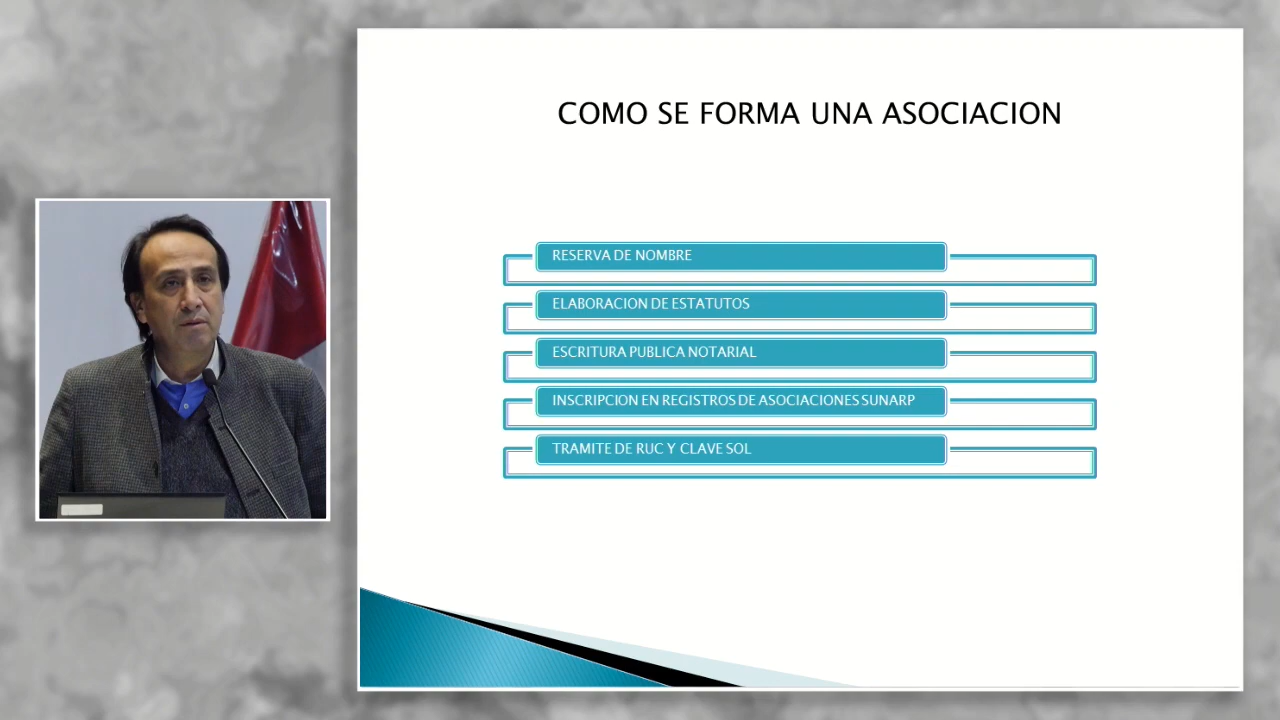 COMO SE FORMA UNA ASOCIACION
RESERVA DE NOMBRE
ELABORACION DE ESTATUTOS
ESCRITURA PUBLICA NOTARIAL
INSCRIPCION EN REGISTROS DE ASOCIACIONES SUNARP
TRAMITE DE RUC Y CLAVE SOL